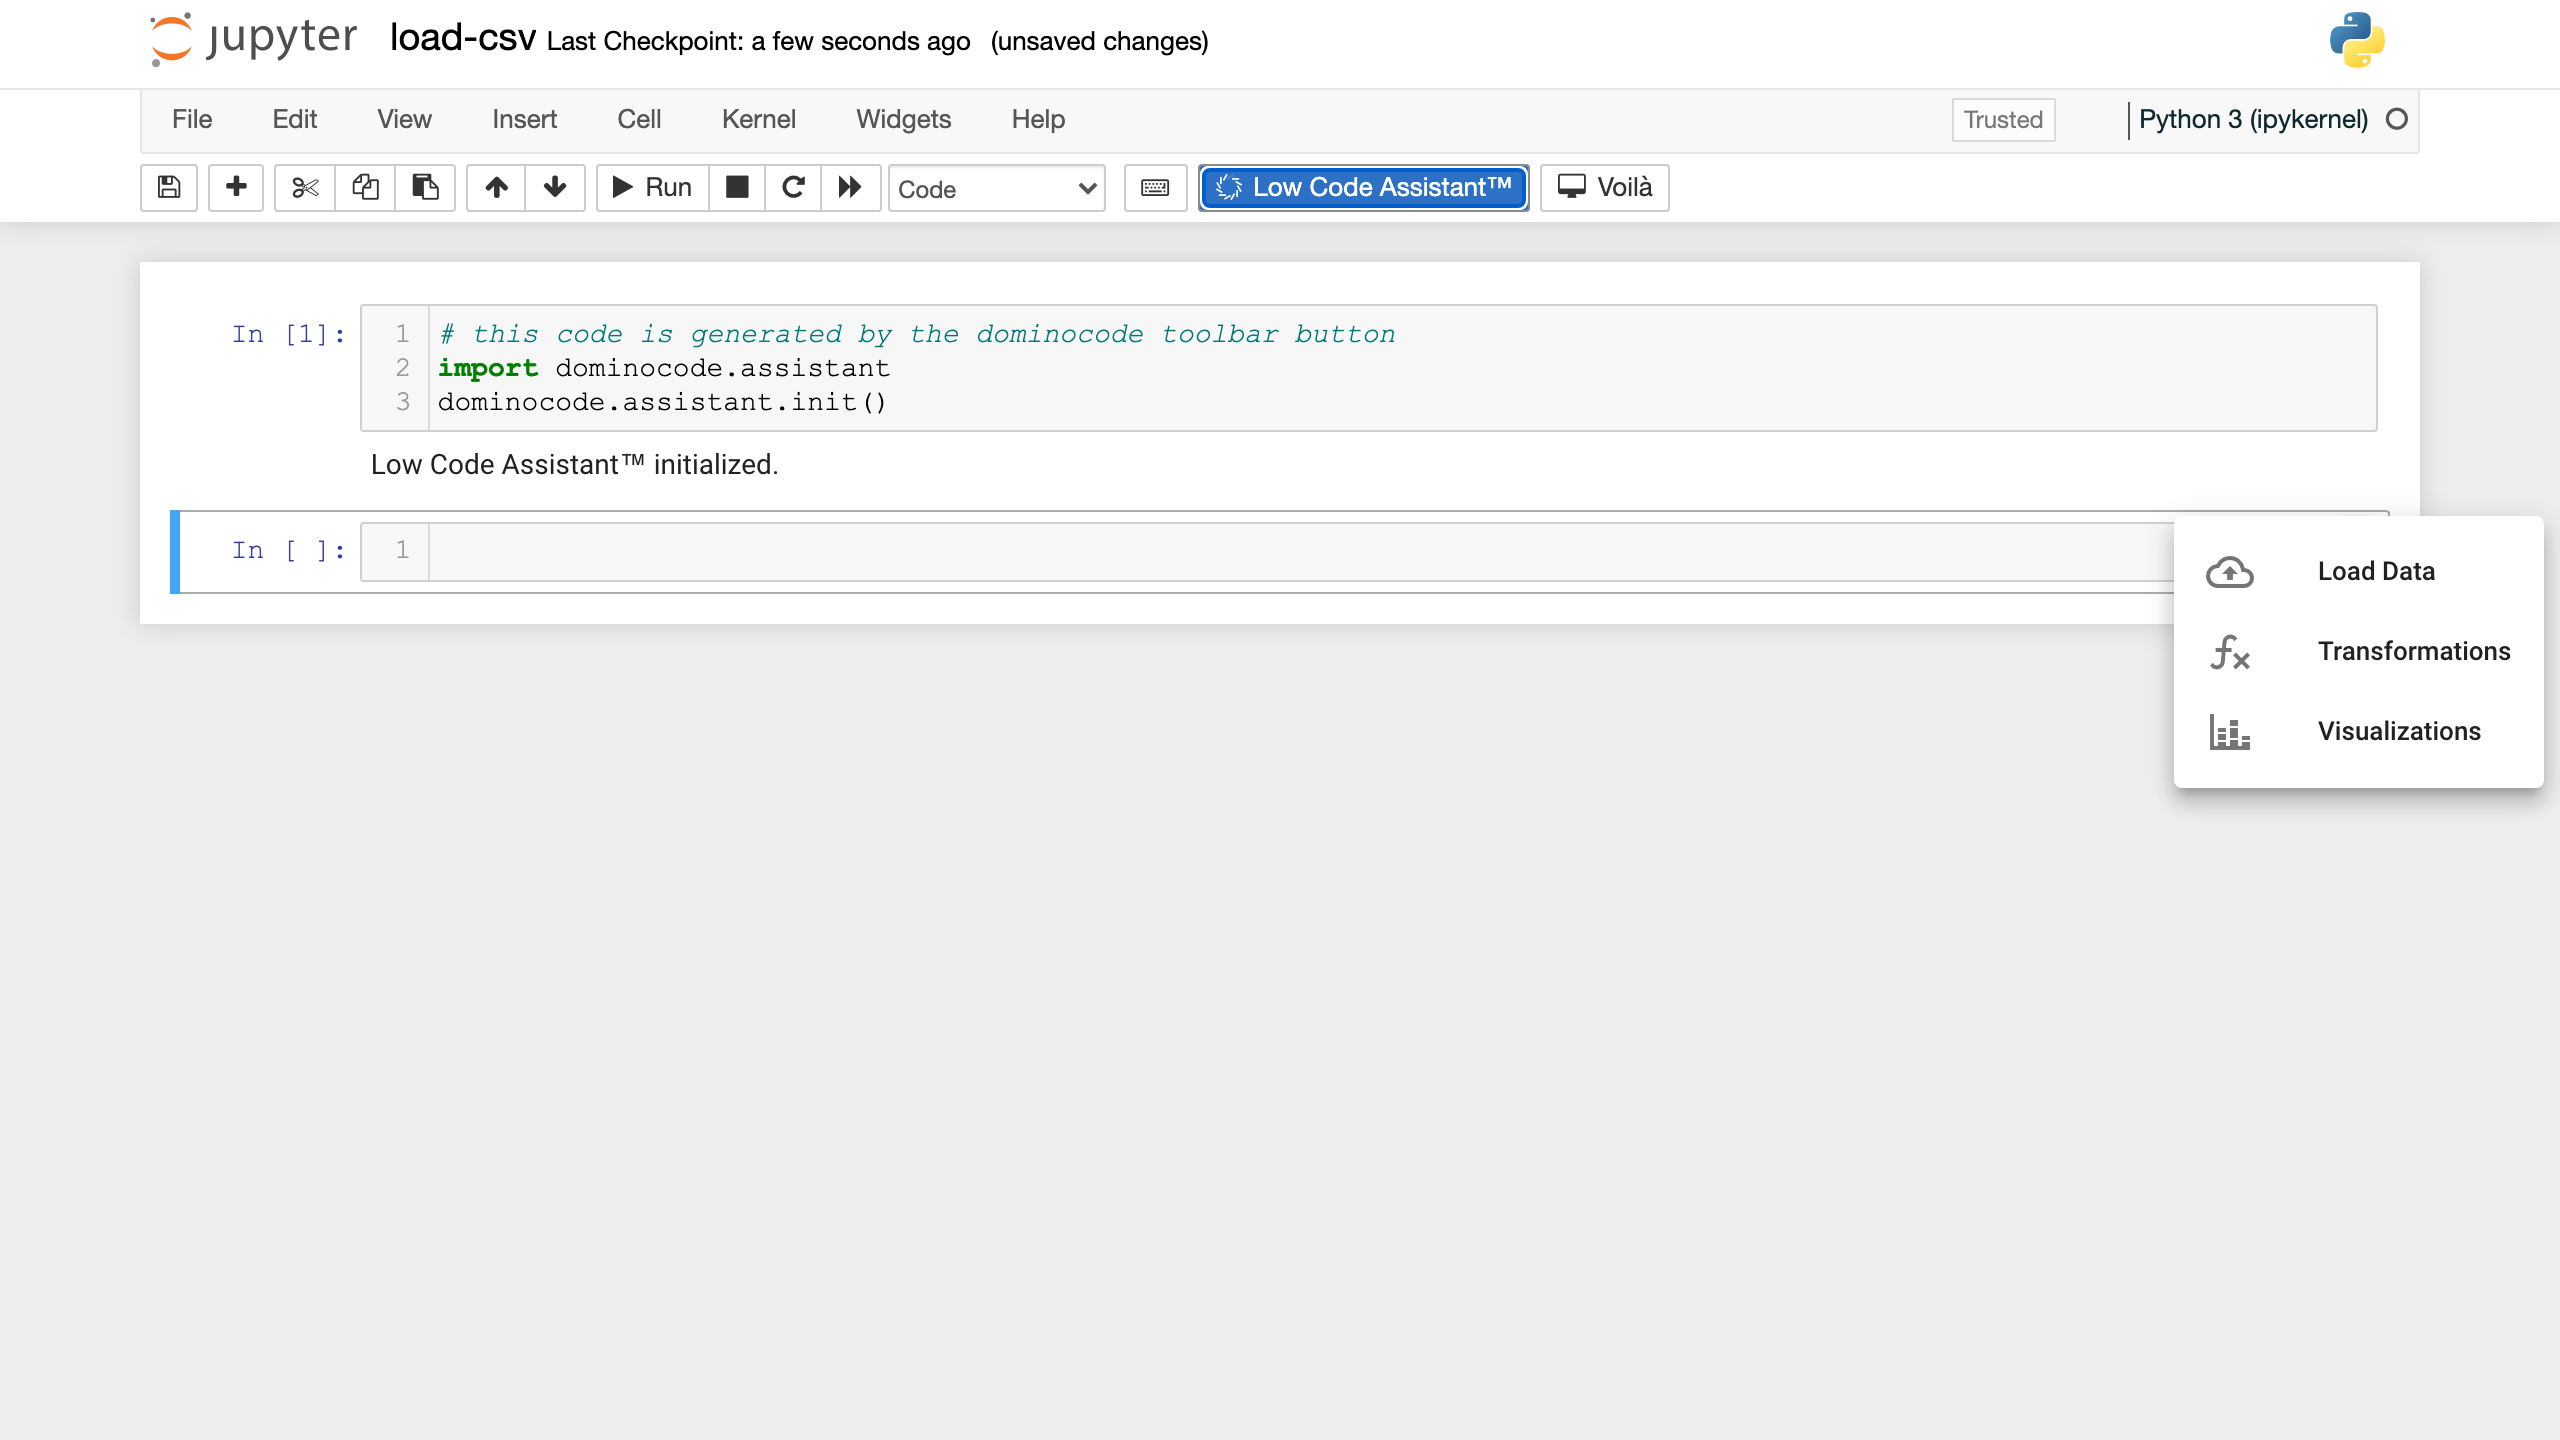 jupyter load-csv Last Checkpoint: a few seconds ago (unsaved changes)
File Edit View Insert Cell Kernel Widgets Help Trusted Python 3 (ipykernel)
Run Code Low Code Assistant™ Voilà
In [1]: 1 # this code is generated by the dominocode toolbar button
2 import dominocode.assistant
3 dominocode.assistant.init()
Low Code Assistant™ initialized.
In [ ]: 1
Load Data
Transformations
Visualizations